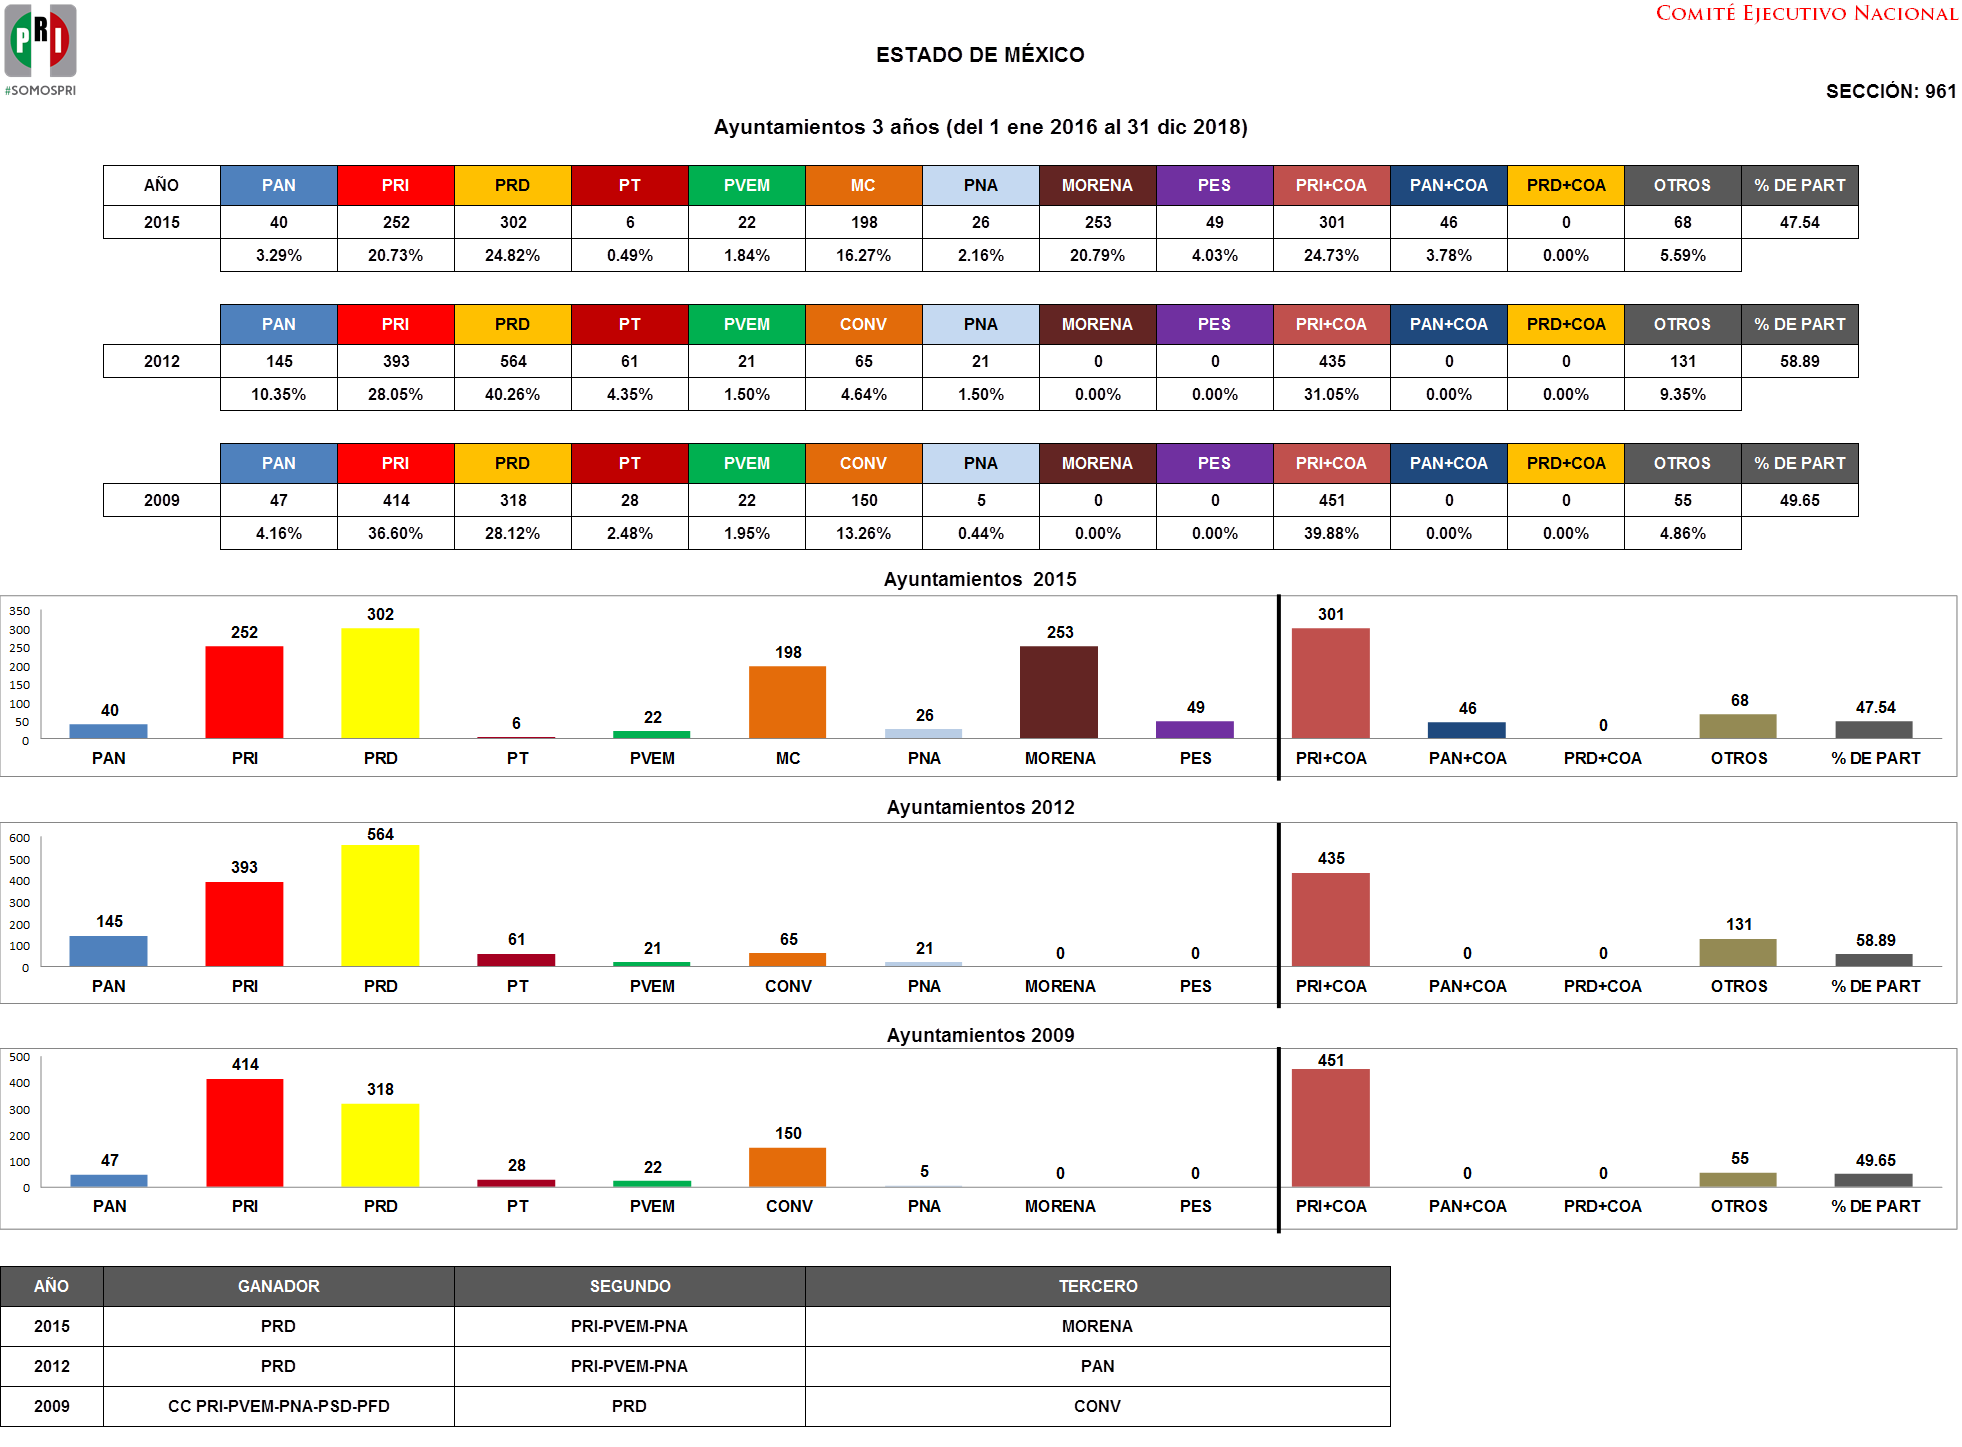 PRI
#SOMOSPRI
COMITÉ EJECUTIVO NACIONAL
ESTADO DE MÉXICO
SECCIÓN: 961
Ayuntamientos 3 años (del 1 ene 2016 al 31 dic 2018)
AÑO PAN PRI PRD PT PVEM MC PNA MORENA PES PRI+COA PAN+COA PRD+COA OTROS % DE PART
2015 40 252 302 6 22 198 26 253 49 301 46 0 68 47.54
3.29% 20.73% 24.82% 0.49% 1.84% 16.27% 2.16% 20.79% 4.03% 24.73% 3.78% 0.00% 5.59%
PAN PRI PRD PT PVEM CONV PNA MORENA PES PRI+COA PAN+COA PRD+COA OTROS % DE PART
2012 145 393 564 61 21 65 21 0 0 435 0 0 131 58.89
10.35% 28.05% 40.26% 4.35% 1.50% 4.64% 1.50% 0.00% 0.00% 31.05% 0.00% 0.00% 9.35%
PAN PRI PRD PT PVEM CONV PNA MORENA PES PRI+COA PAN+COA PRD+COA OTROS % DE PART
2009 47 414 318 28 22 150 5 0 0 451 0 0 55 49.65
4.16% 36.60% 28.12% 2.48% 1.95% 13.26% 0.44% 0.00% 0.00% 39.88% 0.00% 0.00% 4.86%
Ayuntamientos 2015
350
300
250
200
150
100
50
0
40 252 302 6 22 198 26 253 49 301 46 0 68 47.54
PAN PRI PRD PT PVEM MC PNA MORENA PES PRI+COA PAN+COA PRD+COA OTROS % DE PART
Ayuntamientos 2012
600
500
400
300
200
100
0
145 393 564 61 21 65 21 0 0 435 0 0 131 58.89
PAN PRI PRD PT PVEM CONV PNA MORENA PES PRI+COA PAN+COA PRD+COA OTROS % DE PART
Ayuntamientos 2009
500
400
300
200
100
0
47 414 318 28 22 150 5 0 0 451 0 0 55 49.65
PAN PRI PRD PT PVEM CONV PNA MORENA PES PRI+COA PAN+COA PRD+COA OTROS % DE PART
AÑO GANADOR SEGUNDO TERCERO
2015 PRD PRI-PVEM-PNA MORENA
2012 PRD PRI-PVEM-PNA PAN
2009 CC PRI-PVEM-PNA-PSD-PFD PRD CONV